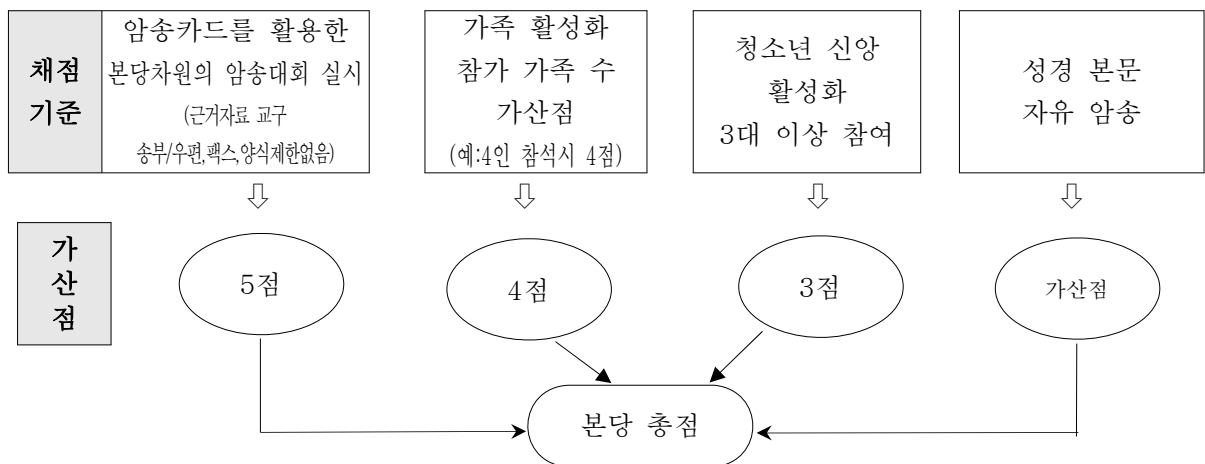 채점
기준
암송카드를 활용한
본당차원의 암송대회 실시
(근거자료 교구
송부/우편,팩스,양식제한없음)
가족 활성화
참가 가족 수
가산점
(예:4인 참석시 4점)
청소년 신앙
활성화
3대 이상 참여
성경 본문
자유 암송
가
산
점
5점
4점
3점
가산점
본당 총점